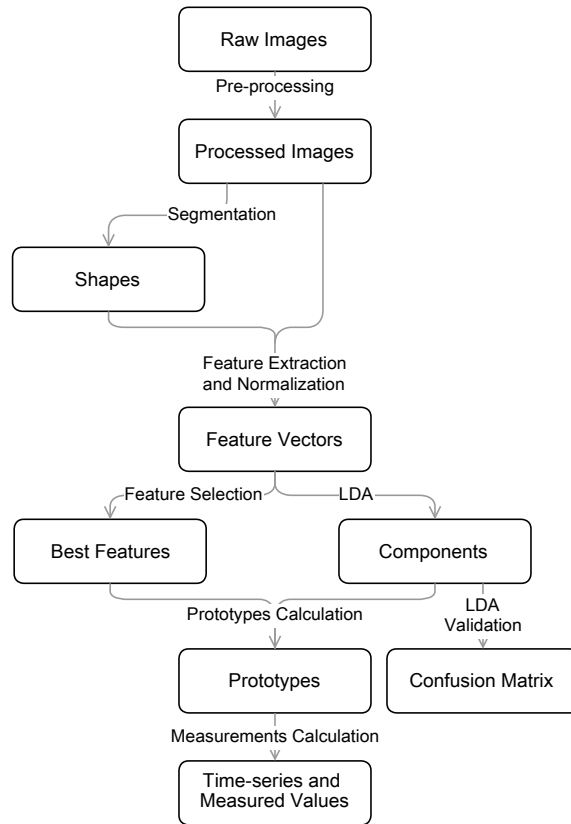 Raw Images
Pre-processing
Processed Images
Segmentation
Shapes
Feature Extraction
and Normalization
Feature Vectors
Feature Selection
LDA
Best Features
Components
Prototypes Calculation
LDA
Validation
Prototypes
Confusion Matrix
Measurements Calculation
Time-series and
Measured Values